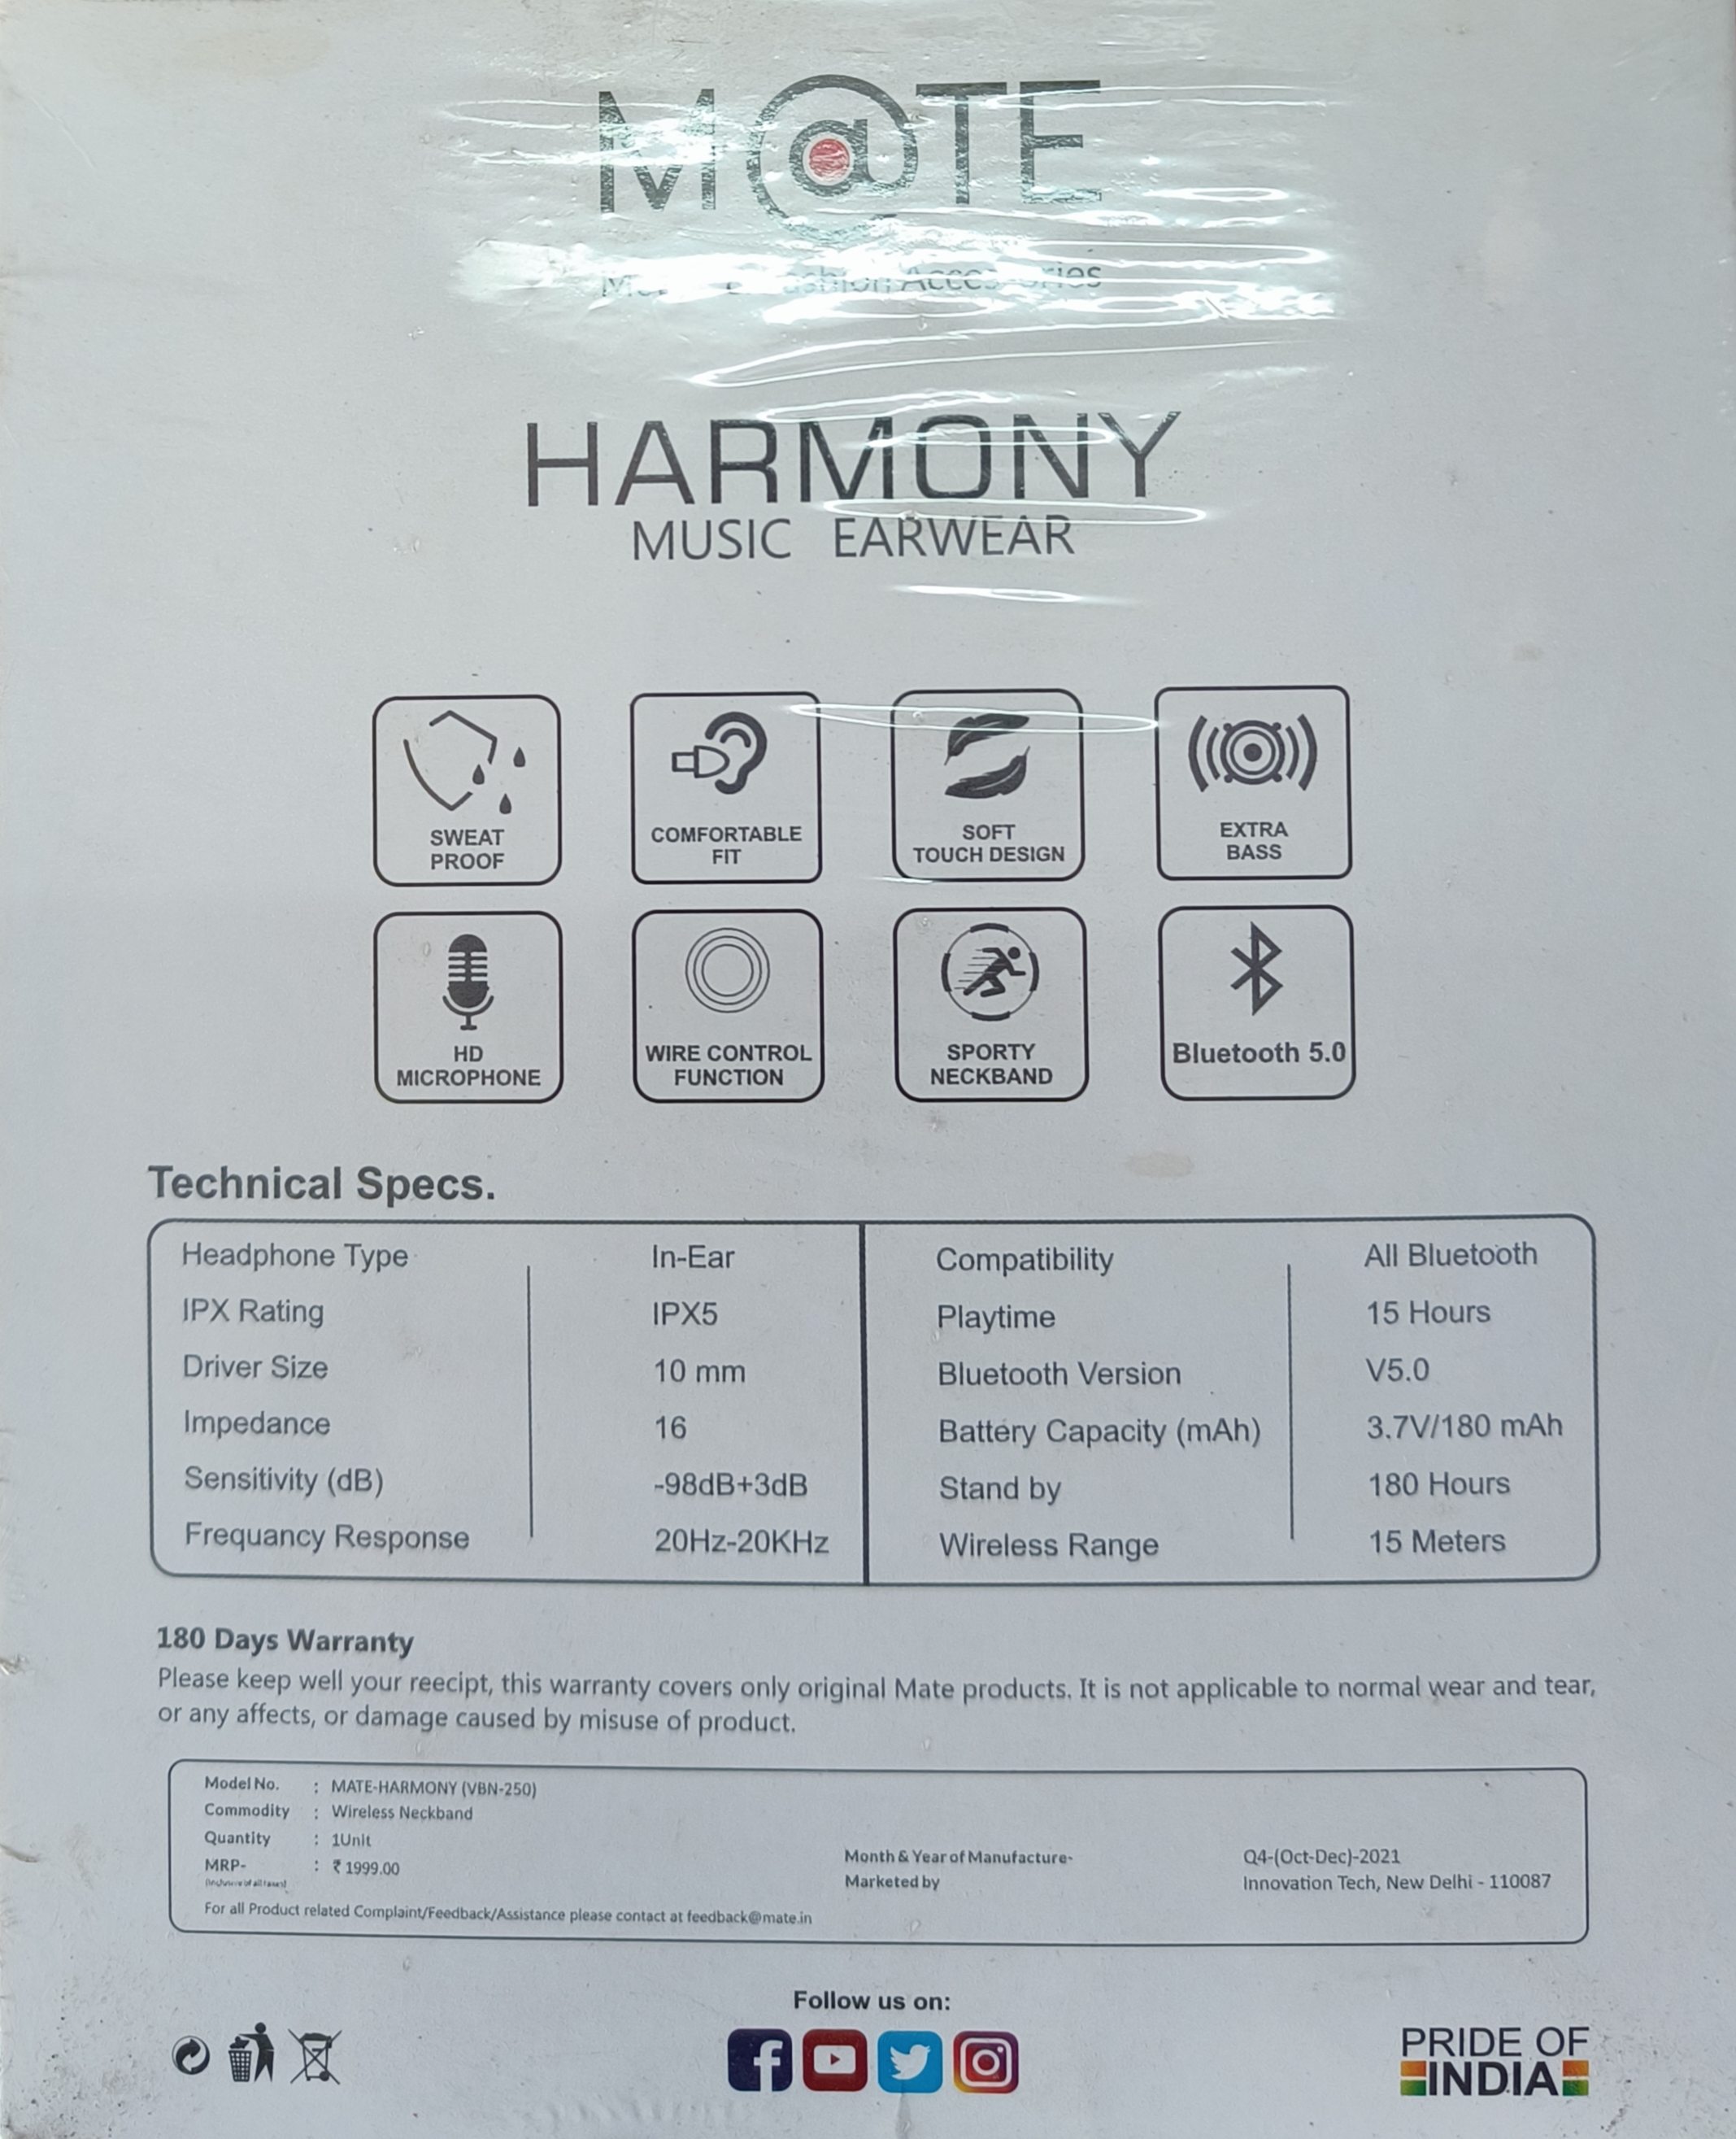 M@TE
Accessories
HARMONY
MUSIC EARWEAR
SWEAT
PROOF
COMFORTABLE
FIT
SOFT
TOUCH DESIGN
EXTRA
BASS
HD
MICROPHONE
WIRE CONTROL
FUNCTION
SPORTY
NECKBAND
Bluetooth 5.0
Technical Specs.
Headphone Type In-Ear Compatibility All Bluetooth
IPX Rating IPX5 Playtime 15 Hours
Driver Size 10 mm Bluetooth Version V5.0
Impedance 16 Battery Capacity (mAh) 3.7V/180 mAh
Sensitivity (dB) -98dB+3dB Stand by 180 Hours
Frequancy Response 20Hz-20KHz Wireless Range 15 Meters
180 Days Warranty
Please keep well your reecipt, this warranty covers only original Mate products. It is not applicable to normal wear and tear,
or any affects, or damage caused by misuse of product.
Model No. : MATE-HARMONY (VBN-250)
Commodity : Wireless Neckband
Quantity : 1Unit
MRP- : ₹ 1999.00
(Inclusive of all taxes)
Month & Year of Manufacture- Q4-(Oct-Dec)-2021
Marketed by Innovation Tech, New Delhi - 110087
For all Product related Complaint/Feedback/Assistance please contact at feedback@mate.in
Follow us on:
PRIDE OF
INDIA